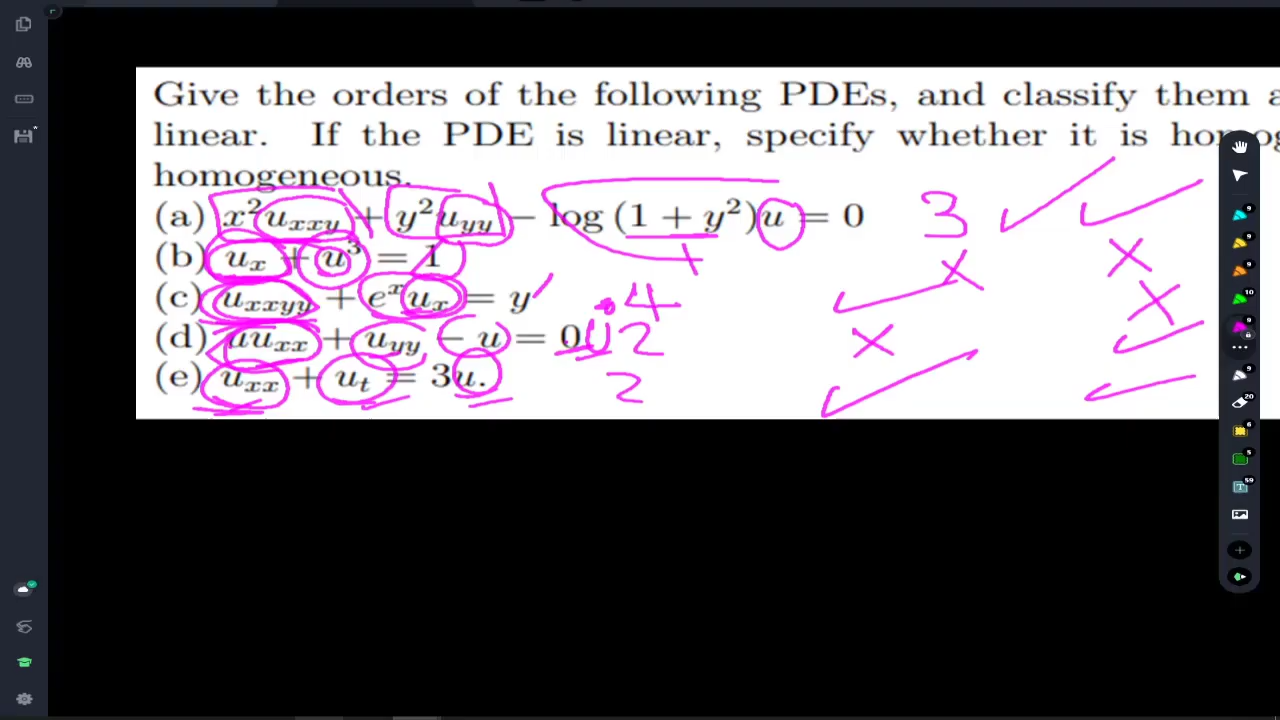 Give the orders of the following PDEs, and classify them a
linear. If the PDE is linear, specify whether it is homog
homogeneous.
(a) x²u_xxy + y²u_yy − log (1 + y²)u = 0 3 ✓ ✓
(b) u_x + u³ = 1 × ×
(c) u_xxyy + eˣu_x = y 4 ✓ ×
(d) uu_xx + u_yy − u = 0 2 × ✓
(e) u_xx + u_t = 3u. 2 ✓ ✓